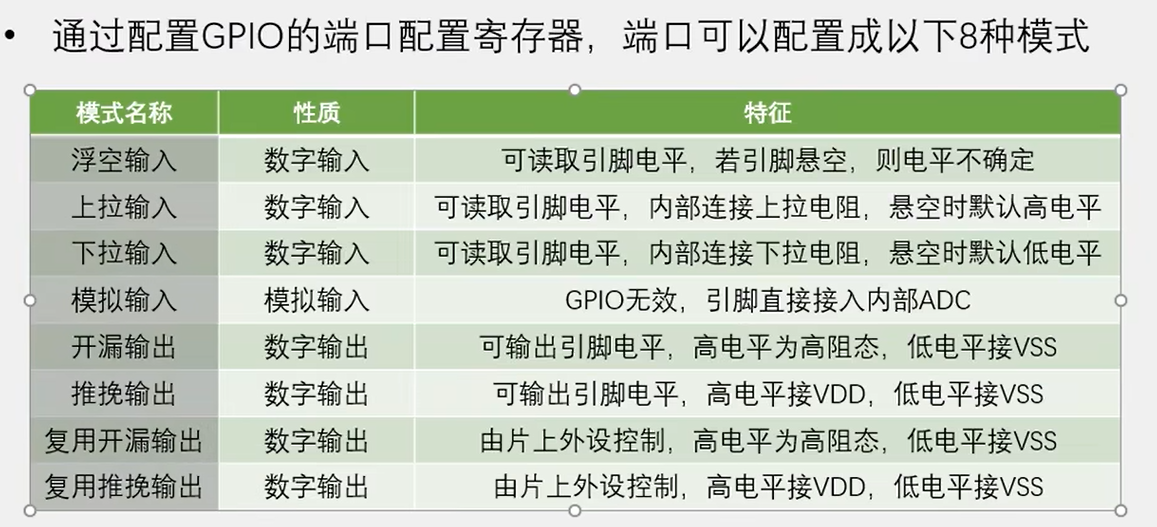 • 通过配置GPIO的端口配置寄存器，端口可以配置成以下8种模式
模式名称 性质 特征
浮空输入 数字输入 可读取引脚电平，若引脚悬空，则电平不确定
上拉输入 数字输入 可读取引脚电平，内部连接上拉电阻，悬空时默认高电平
下拉输入 数字输入 可读取引脚电平，内部连接下拉电阻，悬空时默认低电平
模拟输入 模拟输入 GPIO无效，引脚直接接入内部ADC
开漏输出 数字输出 可输出引脚电平，高电平为高阻态，低电平接VSS
推挽输出 数字输出 可输出引脚电平，高电平接VDD，低电平接VSS
复用开漏输出 数字输出 由片上外设控制，高电平为高阻态，低电平接VSS
复用推挽输出 数字输出 由片上外设控制，高电平接VDD，低电平接VSS